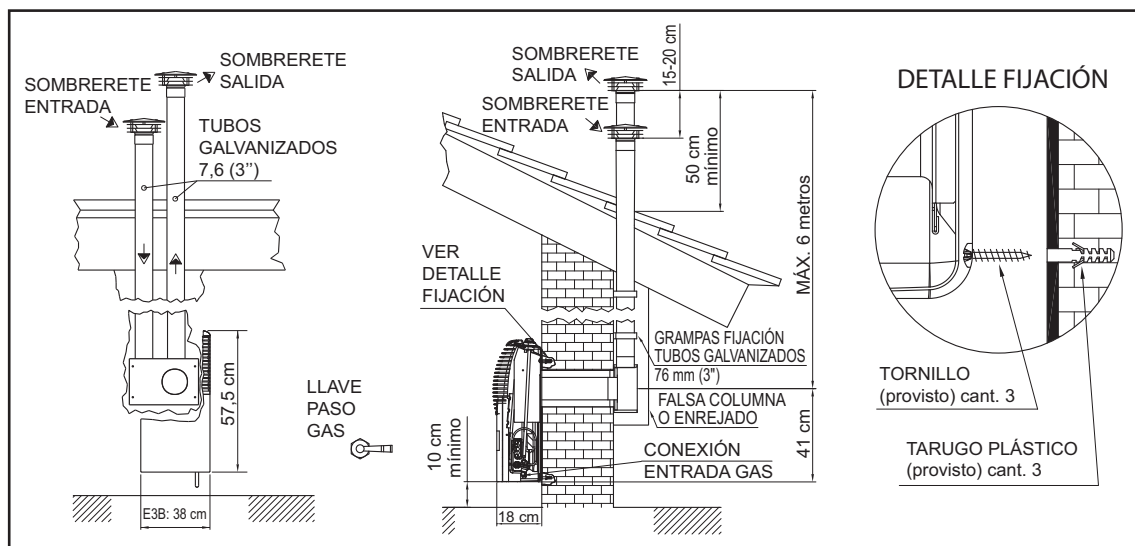 SOMBRERETE
SALIDA
SOMBRERETE
ENTRADA
TUBOS
GALVANIZADOS
7,6 (3’’)
57,5 cm
E3B: 38 cm
LLAVE
PASO
GAS
SOMBRERETE
SALIDA
SOMBRERETE
ENTRADA
15-20 cm
50 cm
mínimo
MÁX. 6 metros
VER
DETALLE
FIJACIÓN
GRAMPAS FIJACIÓN
TUBOS GALVANIZADOS
76 mm (3")
FALSA COLUMNA
O ENREJADO
CONEXIÓN
ENTRADA GAS
41 cm
10 cm
mínimo
18 cm
DETALLE FIJACIÓN
TORNILLO
(provisto) cant. 3
TARUGO PLÁSTICO
(provisto) cant. 3